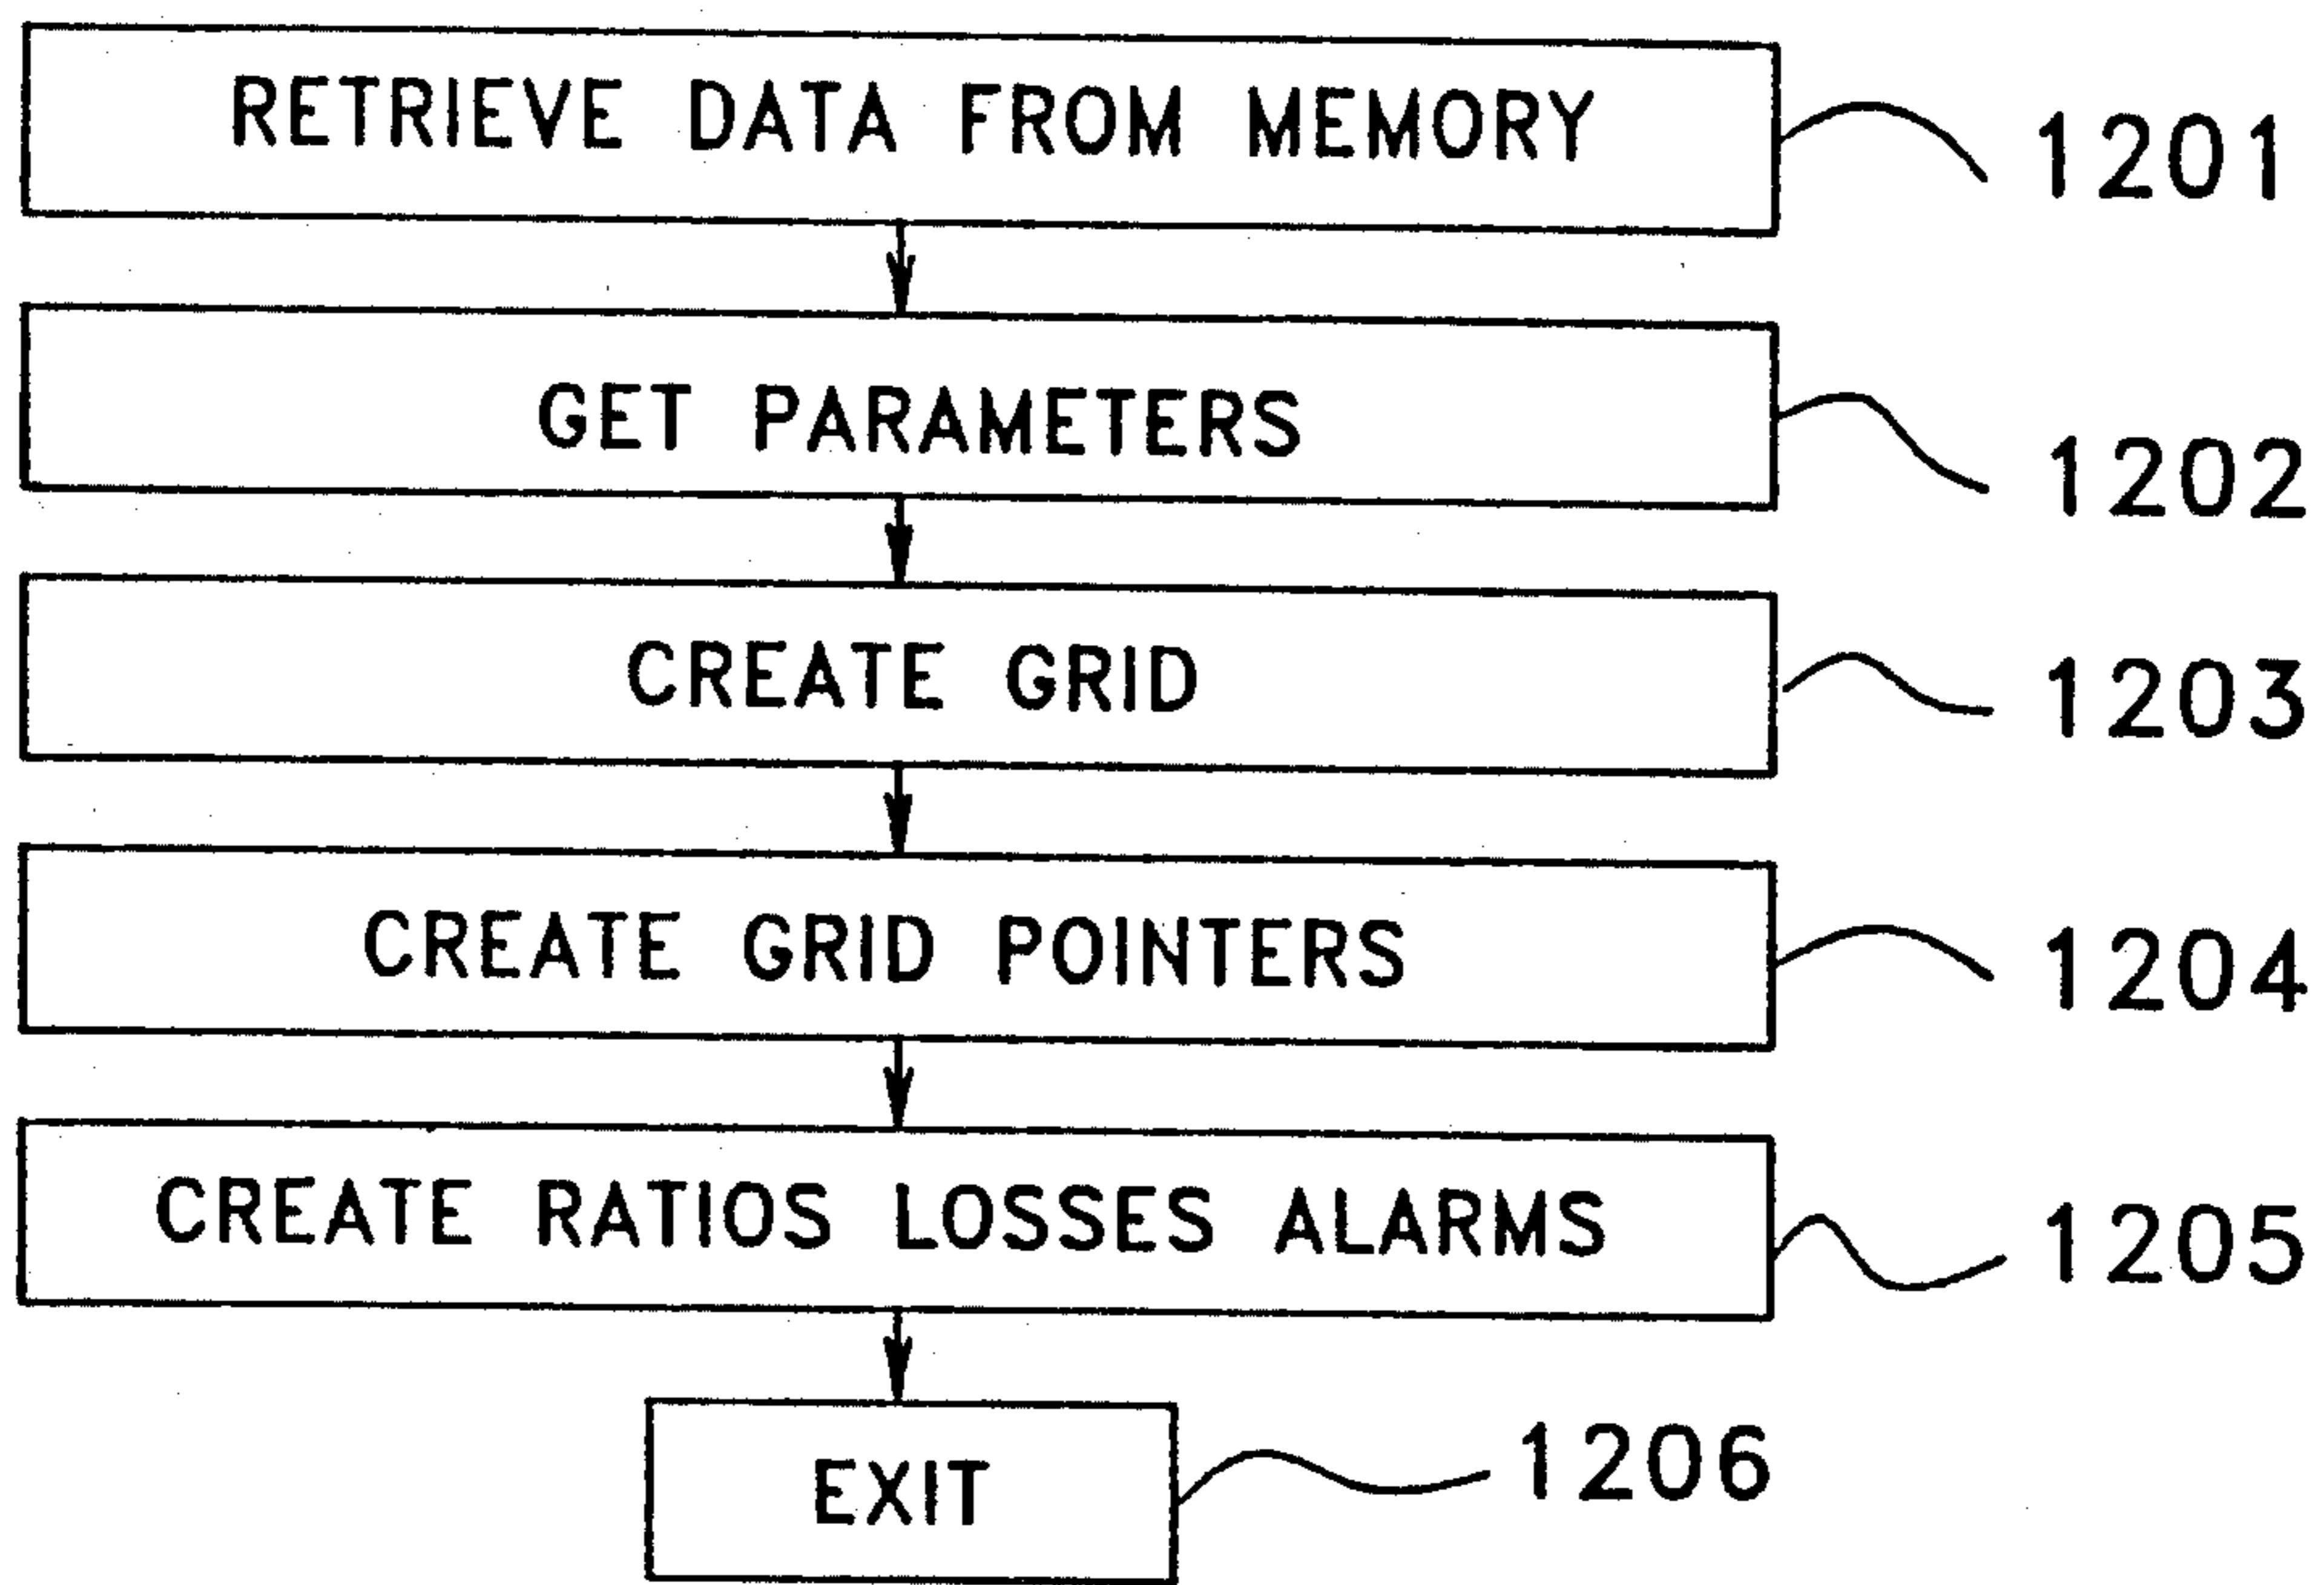 RETRIEVE DATA FROM MEMORY
1201
GET PARAMETERS
1202
CREATE GRID
1203
CREATE GRID POINTERS
1204
CREATE RATIOS LOSSES ALARMS
1205
EXIT
1206